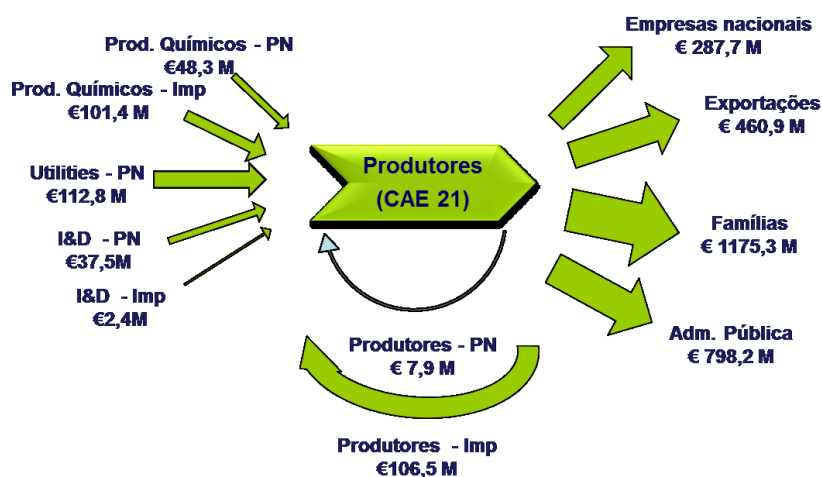 Prod. Químicos - PN
€48,3 M
Prod. Químicos - Imp
€101,4 M
Utilities - PN
€112,8 M
I&D - PN
€37,5M
I&D - Imp
€2,4M
Produtores
(CAE 21)
Produtores - PN
€ 7,9 M
Produtores - Imp
€106,5 M
Empresas nacionais
€ 287,7 M
Exportações
€ 460,9 M
Famílias
€ 1175,3 M
Adm. Pública
€ 798,2 M